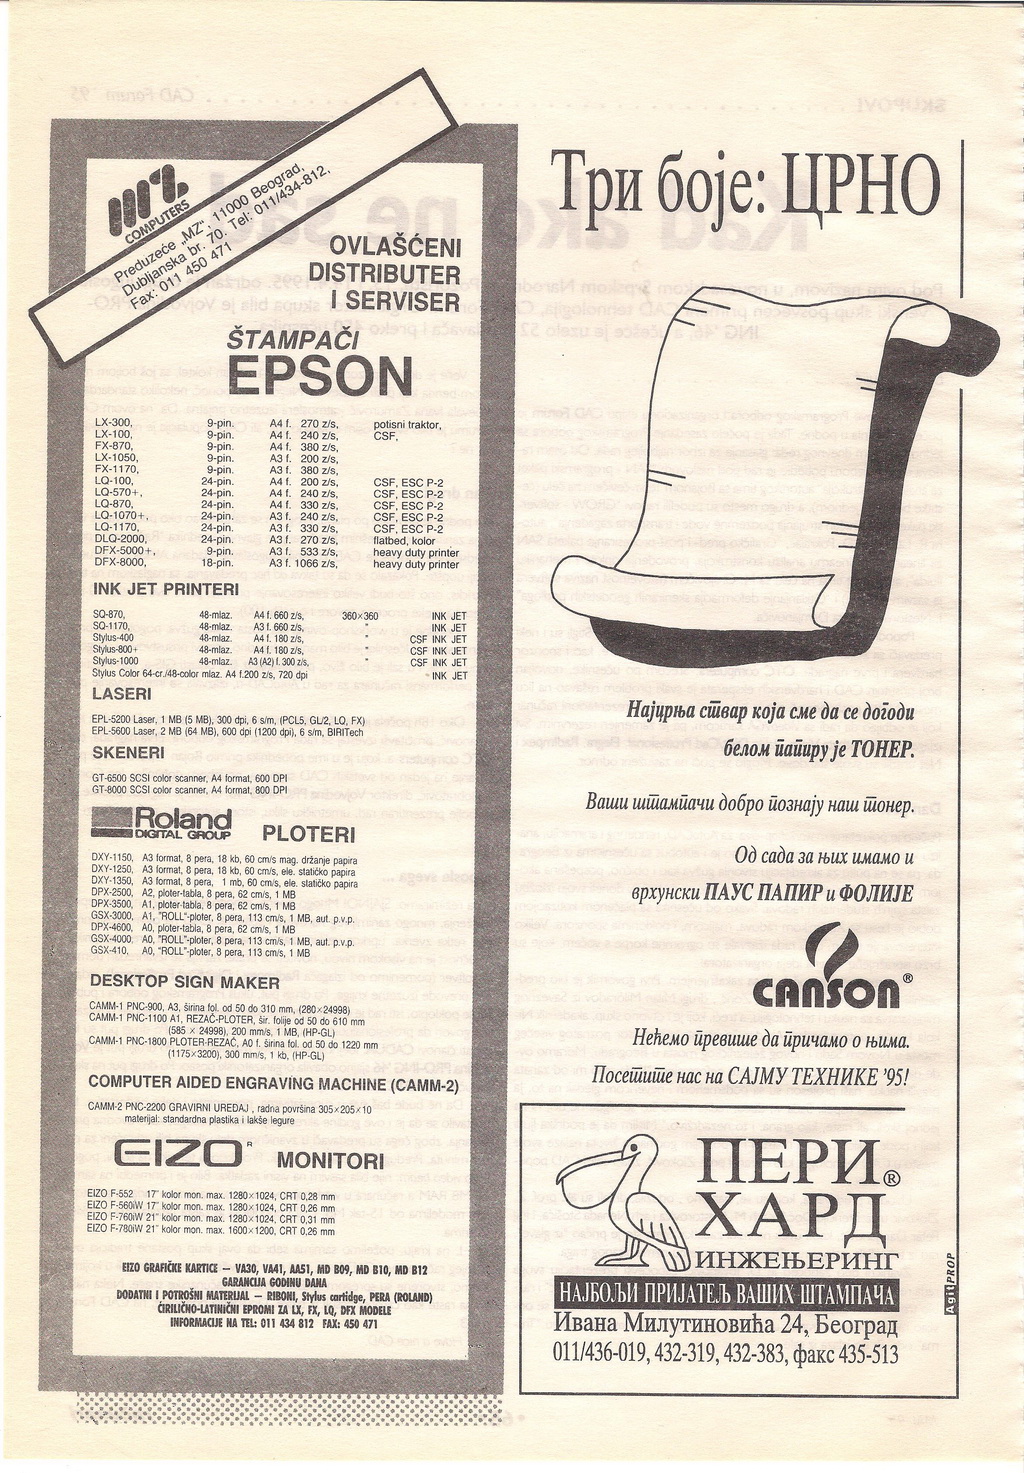 MZ
COMPUTERS
Preduzeće „MZ“, 11000 Beograd,
Dubljanska br. 70. Tel: 011/434-812,
Fax: 011 450 471
OVLAŠĆENI
DISTRIBUTER
I SERVISER
ŠTAMPAČI
EPSON
LX-300, 9-pin. A4 f. 270 z/s, potisni traktor,
LX-100, 9-pin. A4 f. 240 z/s, CSF,
FX-870, 9-pin. A4 f. 380 z/s,
LX-1050, 9-pin. A3 f. 200 z/s,
FX-1170, 9-pin. A3 f. 380 z/s,
LQ-100, 24-pin. A4 f. 200 z/s, CSF, ESC P-2
LQ-570+, 24-pin. A4 f. 240 z/s, CSF, ESC P-2
LQ-870, 24-pin. A4 f. 330 z/s, CSF, ESC P-2
LQ-1070+, 24-pin. A3 f. 240 z/s, CSF, ESC P-2
LQ-1170, 24-pin. A3 f. 330 z/s, CSF, ESC P-2
DLQ-2000, 24-pin. A3 f. 270 z/s, flatbed, kolor
DFX-5000+, 9-pin. A3 f. 533 z/s, heavy duty printer
DFX-8000, 18-pin. A3 f. 1066 z/s, heavy duty printer
INK JET PRINTERI
SQ-870, 48-mlaz. A4 f. 660 z/s, 360×360 INK JET
SQ-1170, 48-mlaz. A3 f. 660 z/s, " INK JET
Stylus-400 48-mlaz. A4 f. 180 z/s, " CSF INK JET
Stylus-800+ 48-mlaz. A4 f. 180 z/s, " CSF INK JET
Stylus-1000 48-mlaz. A3 (A2) f. 300 z/s, " CSF INK JET
Stylus Color 64-cr./48-color mlaz. A4 f.200 z/s, 720 dpi " INK JET
LASERI
EPL-5200 Laser, 1 MB (5 MB), 300 dpi, 6 s/m, (PCL5, GL/2, LQ, FX)
EPL-5600 Laser, 2 MB (64 MB), 600 dpi (1200 dpi), 6 s/m, BIRITech
SKENERI
GT-6500 SCSI color scanner, A4 format, 600 DPI
GT-8000 SCSI color scanner, A4 format, 800 DPI
Roland
DIGITAL GROUP PLOTERI
DXY-1150, A3 format, 8 pera, 18 kb, 60 cm/s mag. držanje papira
DXY-1250, A3 format, 8 pera, 18 kb, 60 cm/s, ele. statičko papira
DXY-1350, A3 format, 8 pera, 1 mb, 60 cm/s, ele. statičko papira
DPX-2500, A2, ploter-tabla, 8 pera, 62 cm/s, 1 MB
DPX-3500, A1, ploter-tabla, 8 pera, 62 cm/s, 1 MB
GSX-3000, A1, "ROLL"-ploter, 8 pera, 113 cm/s, 1 MB, aut. p.v.p.
DPX-4600, A0, ploter-tabla, 8 pera, 62 cm/s, 1 MB
GSX-4000, A0, "ROLL"-ploter, 8 pera, 113 cm/s, 1 MB, aut. p.v.p.
GSX-410, A0, "ROLL"-ploter, 8 pera, 113 cm/s, 1 MB
DESKTOP SIGN MAKER
CAMM-1 PNC-900, A3, širina fol. od 50 do 310 mm, (280×24998)
CAMM-1 PNC-1100 A1, REZAČ-PLOTER, šir. folije od 50 do 610 mm
(585 × 24998), 200 mm/s, 1 MB, (HP-GL)
CAMM-1 PNC-1800 PLOTER-REZAČ, A0 f. širina fol. od 50 do 1220 mm
(1175×3200), 300 mm/s, 1 kb, (HP-GL)
COMPUTER AIDED ENGRAVING MACHINE (CAMM-2)
CAMM-2 PNC-2200 GRAVIRNI UREĐAJ , radna površina 305×205×10
materijal: standardna plastika i lakše legure
EIZO® MONITORI
EIZO F-552 17" kolor mon. max. 1280×1024, CRT 0,28 mm
EIZO F-560iW 17" kolor mon. max. 1280×1024, CRT 0,26 mm
EIZO F-760iW 21" kolor mon. max. 1280×1024, CRT 0,31 mm
EIZO F-780iW 21" kolor mon. max. 1600×1200, CRT 0,26 mm
EIZO GRAFIČKE KARTICE — VA30, VA41, AA51, MD B09, MD B10, MD B12
GARANCIJA GODINU DANA
DODATNI I POTROŠNI MATERIJAL — RIBONI, Stylus cartidge, PERA (ROLAND)
ĆIRILIČNO-LATINIČNI EPROMI ZA LX, FX, LQ, DFX MODELE
INFORMACIJE NA TEL: 011 434 812 FAX: 450 471
Три боје: ЦРНО
Најцрња ствар која сме да се догоди
белом папиру је ТОНЕР.
Ваши штампачи добро познају наш тонер.
Од сада за њих имамо и
врхунски ПАУС ПАПИР и ФОЛИЈЕ
CANSON®
Нећемо превише да причамо о њима.
Посетите нас на САЈМУ ТЕХНИКЕ '95!
ПЕРИ®
ХАРД
ИНЖЕЊЕРИНГ
НАЈБОЉИ ПРИЈАТЕЉ ВАШИХ ШТАМПАЧА
Ивана Милутиновића 24, Београд
011/436-019, 432-319, 432-383, факс 435-513
AgitPROP